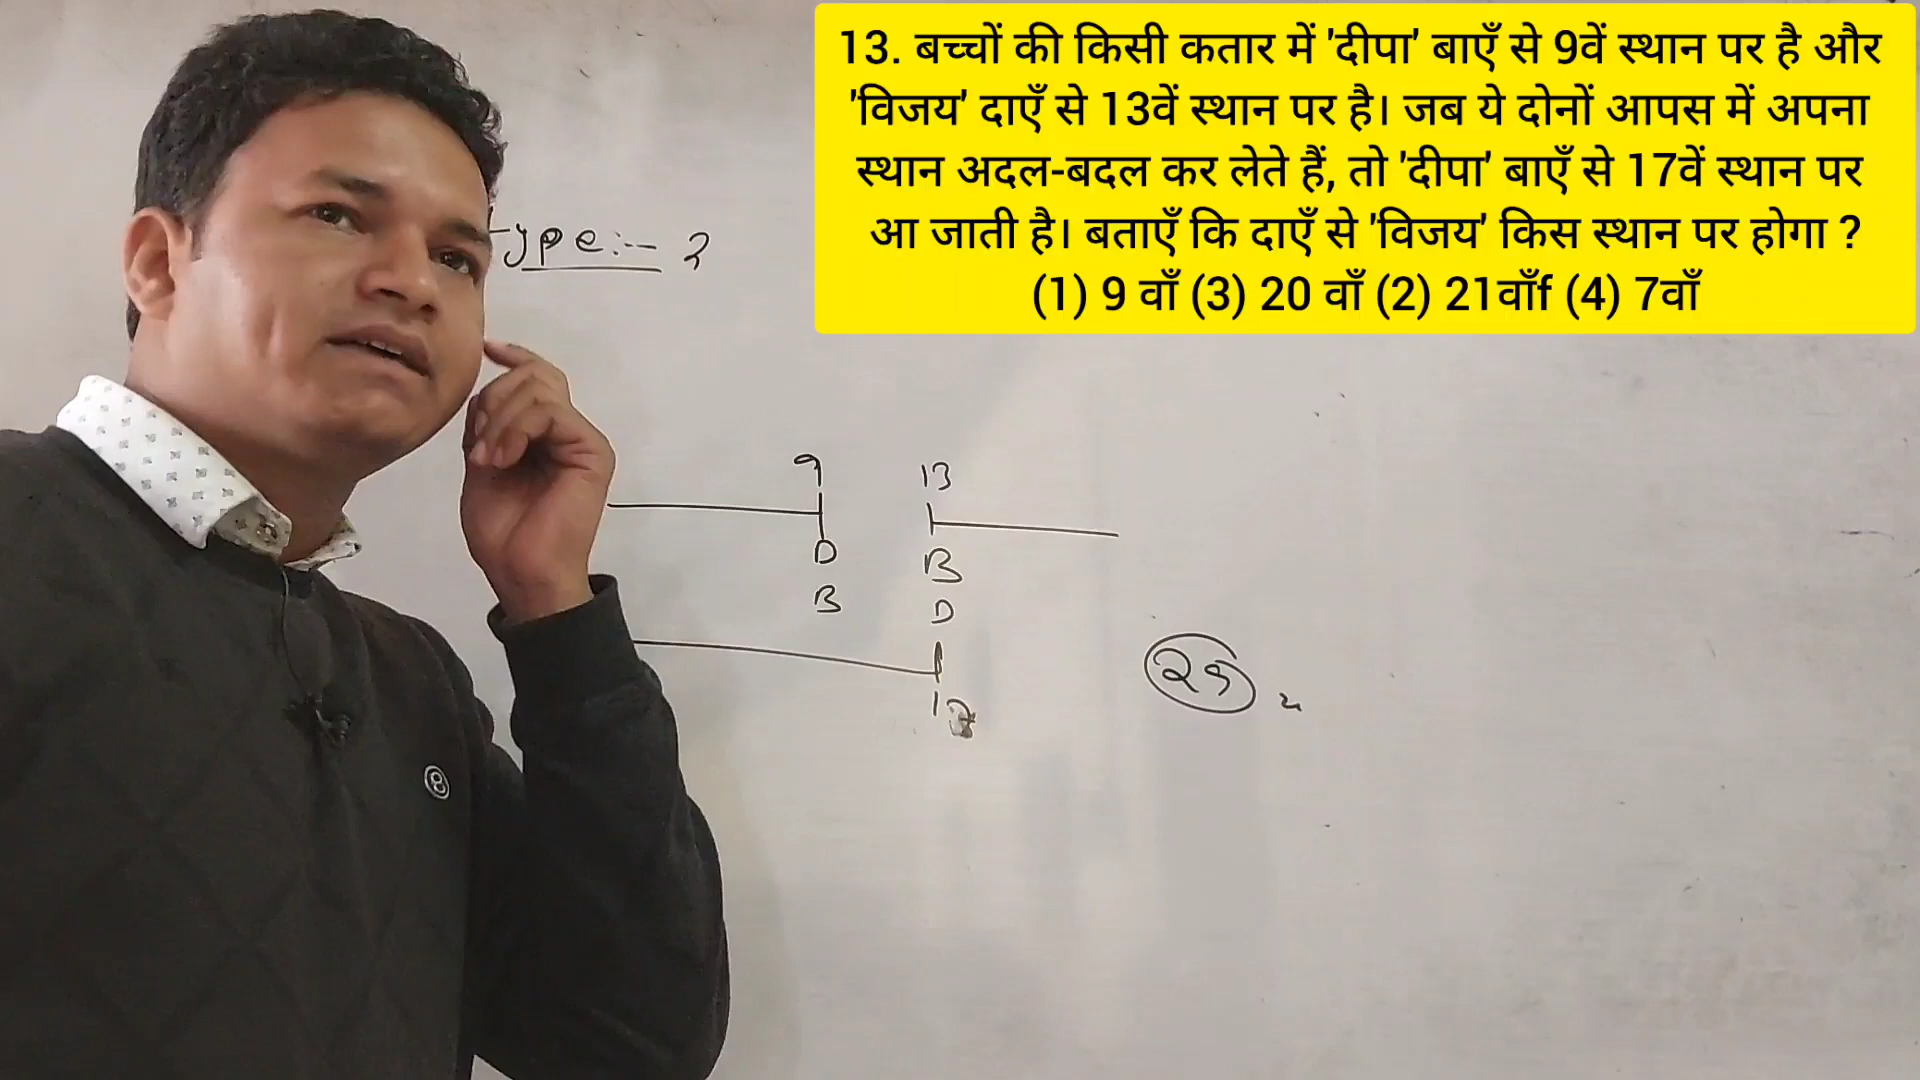 13. बच्चों की किसी कतार में 'दीपा' बाएँ से 9वें स्थान पर है और
'विजय' दाएँ से 13वें स्थान पर है। जब ये दोनों आपस में अपना
स्थान अदल-बदल कर लेते हैं, तो 'दीपा' बाएँ से 17वें स्थान पर
आ जाती है। बताएँ कि दाएँ से 'विजय' किस स्थान पर होगा ?
(1) 9 वाँ (3) 20 वाँ (2) 21वाँf (4) 7वाँ
type:- 2
9 13
D B
B D
29
8